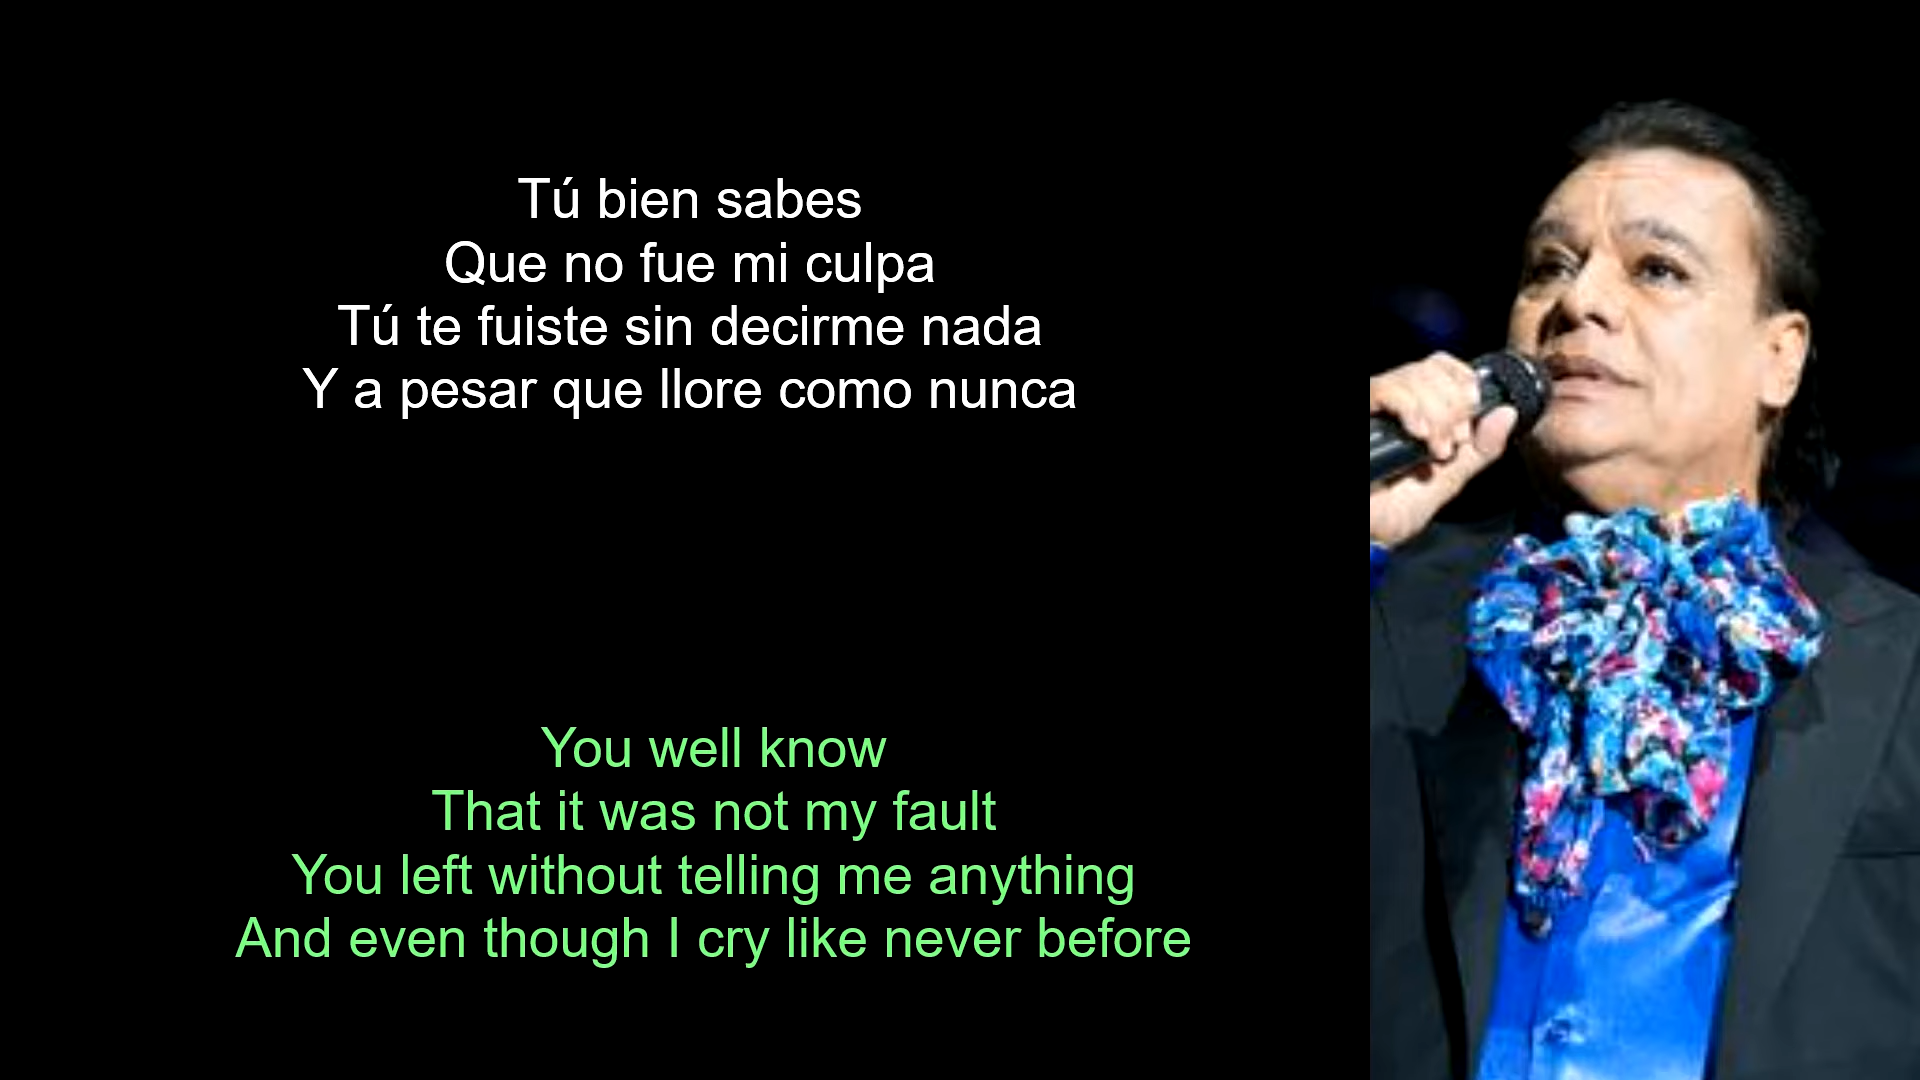 Tú bien sabes
Que no fue mi culpa
Tú te fuiste sin decirme nada
Y a pesar que llore como nunca
You well know
That it was not my fault
You left without telling me anything
And even though I cry like never before